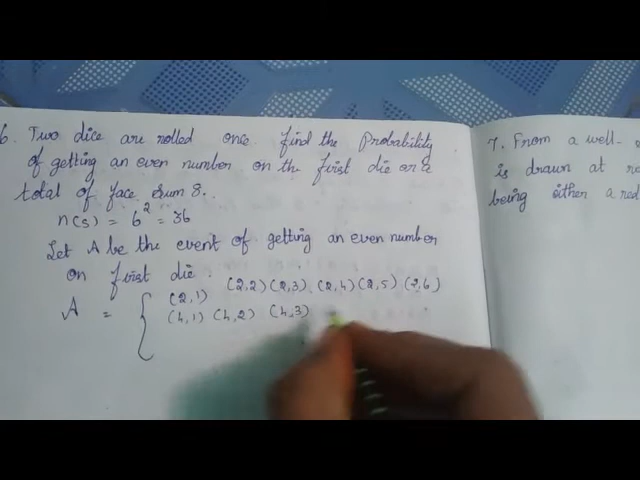 6. Two dice are rolled once find the Probability
of getting an even number on the first die or a
total of face sum 8.
n(s) = 6² = 36
Let A be the event of getting an even number
on first die.
A = { (2,1) (2,2) (2,3) (2,4) (2,5) (2,6)
(4,1) (4,2) (4,3)
7. From a well-
is drawn at
being either a red